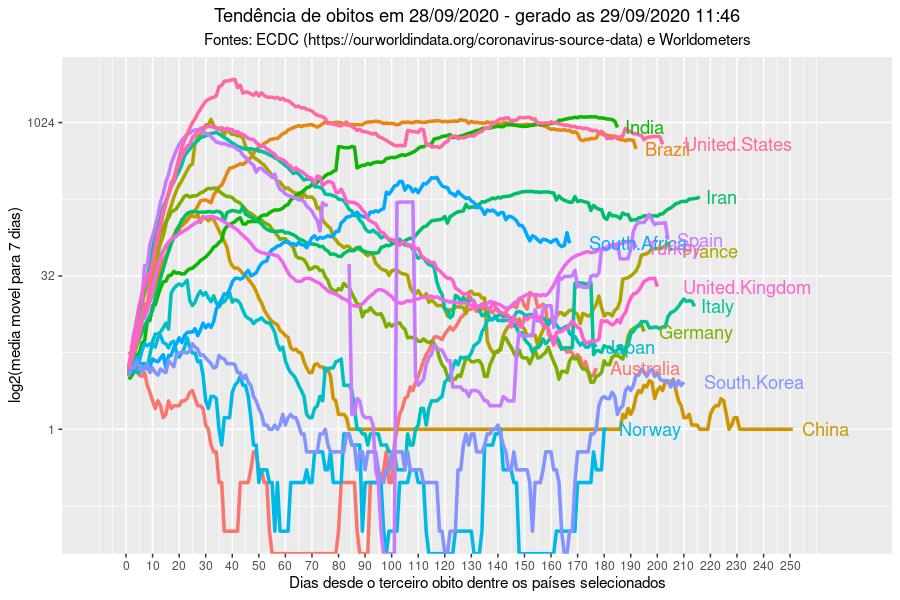 Tendência de obitos em 28/09/2020 - gerado as 29/09/2020 11:46
Fontes: ECDC (https://ourworldindata.org/coronavirus-source-data) e Worldometers
log2(media movel para 7 dias)
1024
32
1
India
United.States
Brazil
Iran
Spain
South.Africa
Turkey
France
United.Kingdom
Italy
Germany
Japan
Australia
South.Korea
Norway
China
0 10 20 30 40 50 60 70 80 90 100 110 120 130 140 150 160 170 180 190 200 210 220 230 240 250
Dias desde o terceiro obito dentre os países selecionados